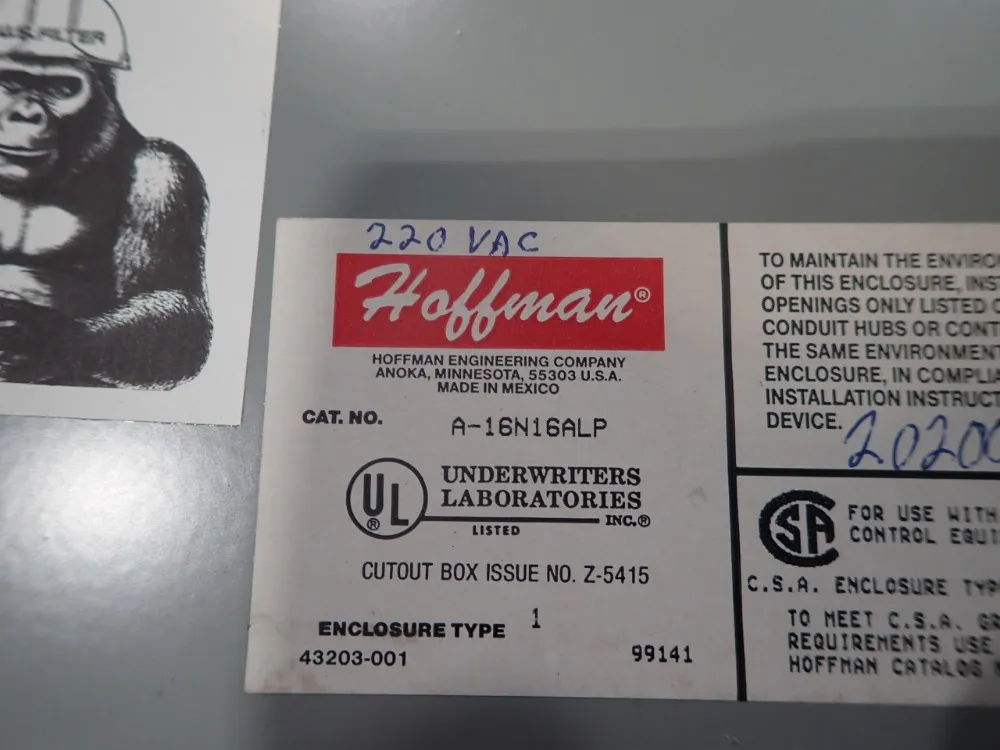 U.S. FILTER
220 VAC
Hoffman®
HOFFMAN ENGINEERING COMPANY
ANOKA, MINNESOTA, 55303 U.S.A.
MADE IN MEXICO
CAT. NO. A-16N16ALP
UL®
UNDERWRITERS
LABORATORIES
INC.®
LISTED
CUTOUT BOX ISSUE NO. Z-5415
ENCLOSURE TYPE 1
43203-001 99141
TO MAINTAIN THE
OF THIS ENCLOSURE,
OPENINGS ONLY LISTED
CONDUIT HUBS OR
THE SAME
ENCLOSURE, IN
INSTALLATION
DEVICE.
20200
CSA
FOR USE WITH
CONTROL
C.S.A. ENCLOSURE
TO MEET C.S.A.
REQUIREMENTS USE
HOFFMAN CATALOG